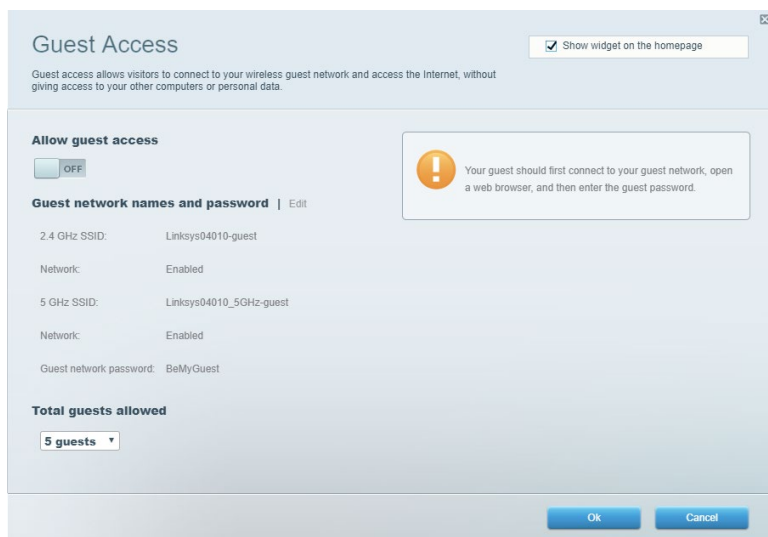 Guest Access
Show widget on the homepage
Guest access allows visitors to connect to your wireless guest network and access the Internet, without
giving access to your other computers or personal data.
Allow guest access
OFF
Your guest should first connect to your guest network, open
a web browser, and then enter the guest password.
Guest network names and password | Edit
2.4 GHz SSID: Linksys04010-guest
Network: Enabled
5 GHz SSID: Linksys04010_5GHz-guest
Network: Enabled
Guest network password: BeMyGuest
Total guests allowed
5 guests
Ok Cancel